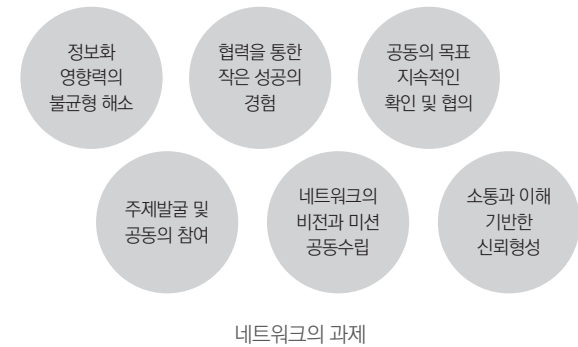 정보화
영향력의
불균형 해소
협력을 통한
작은 성공의
경험
공동의 목표
지속적인
확인 및 협의
주제발굴 및
공동의 참여
네트워크의
비전과 미션
공동수립
소통과 이해
기반한
신뢰형성
네트워크의 과제